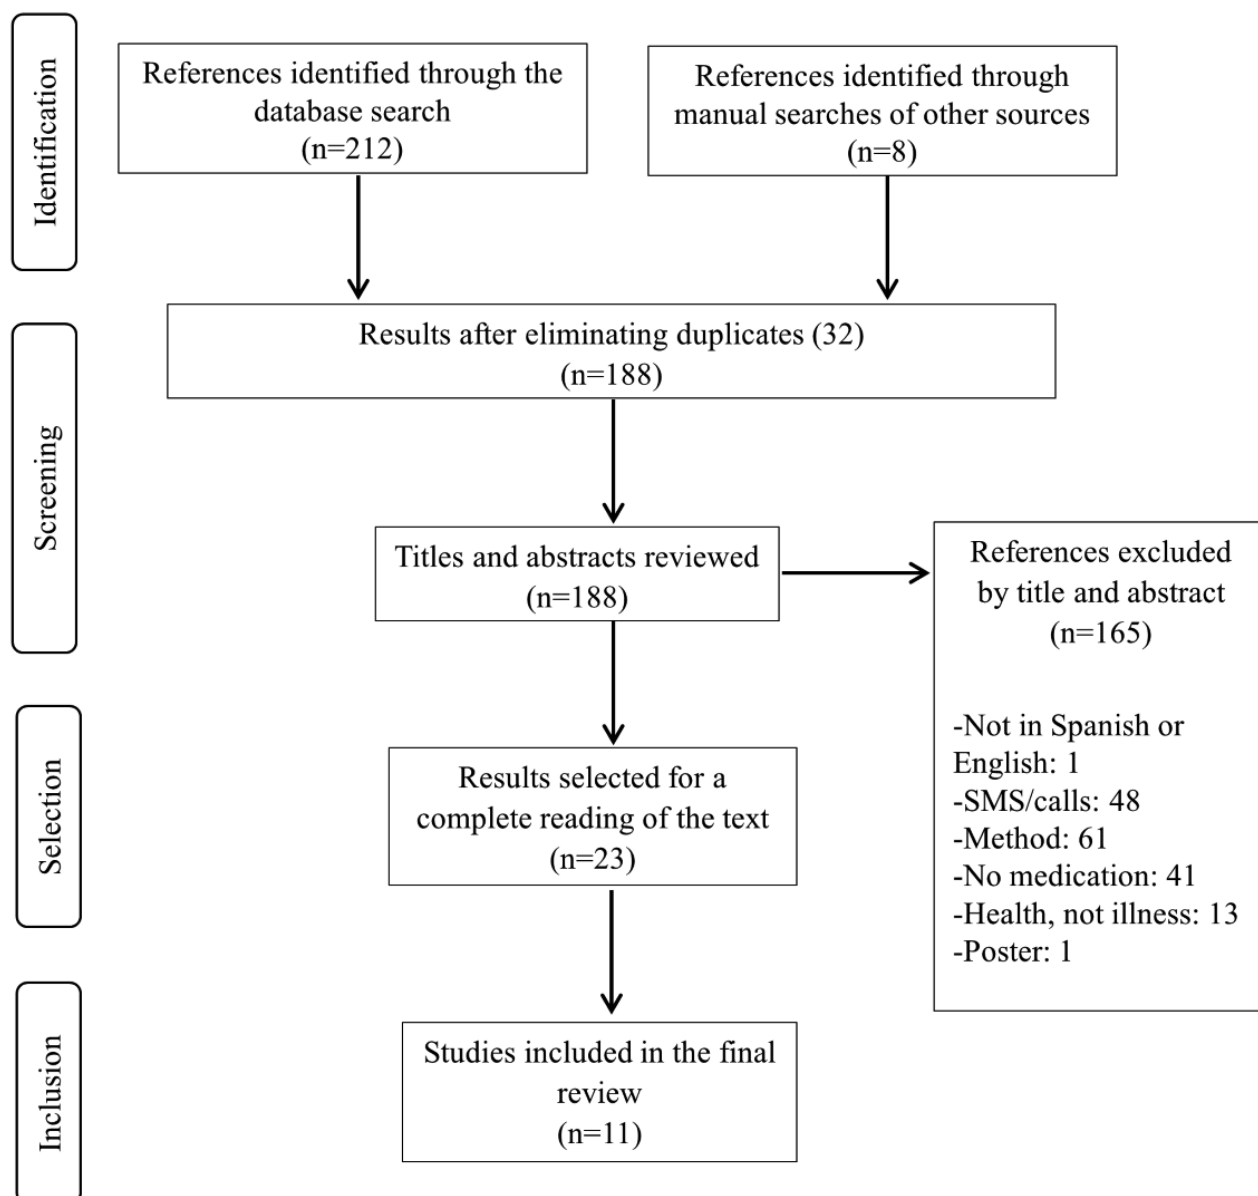 Identification
References identified through the
database search
(n=212)
References identified through
manual searches of other sources
(n=8)
Screening
Results after eliminating duplicates (32)
(n=188)
Titles and abstracts reviewed
(n=188)
References excluded
by title and abstract
(n=165)
-Not in Spanish or
English: 1
-SMS/calls: 48
-Method: 61
-No medication: 41
-Health, not illness: 13
-Poster: 1
Selection
Results selected for a
complete reading of the text
(n=23)
Inclusion
Studies included in the final
review
(n=11)